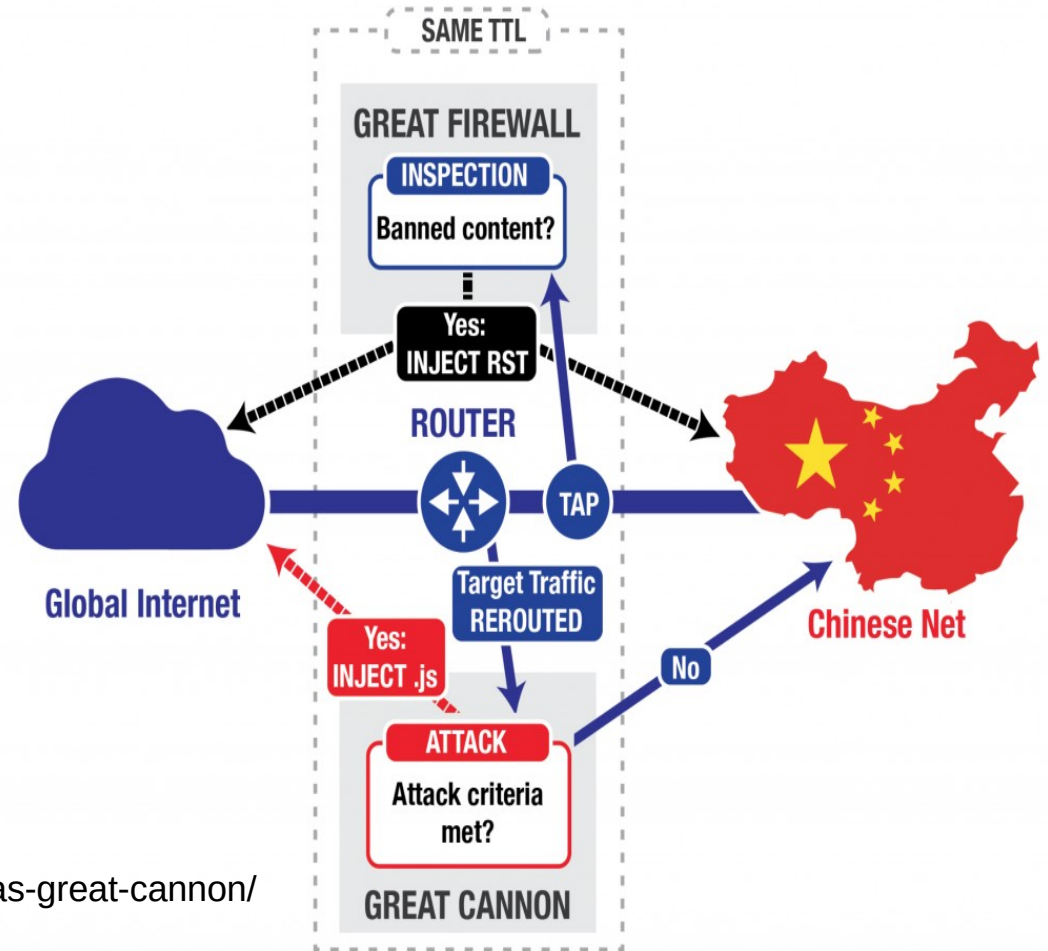 SAME TTL
GREAT FIREWALL
INSPECTION
Banned content?
Yes:
INJECT RST
ROUTER
TAP
Global Internet
Target Traffic
REROUTED
Chinese Net
Yes:
INJECT .js
No
ATTACK
Attack criteria
met?
as-great-cannon/
GREAT CANNON